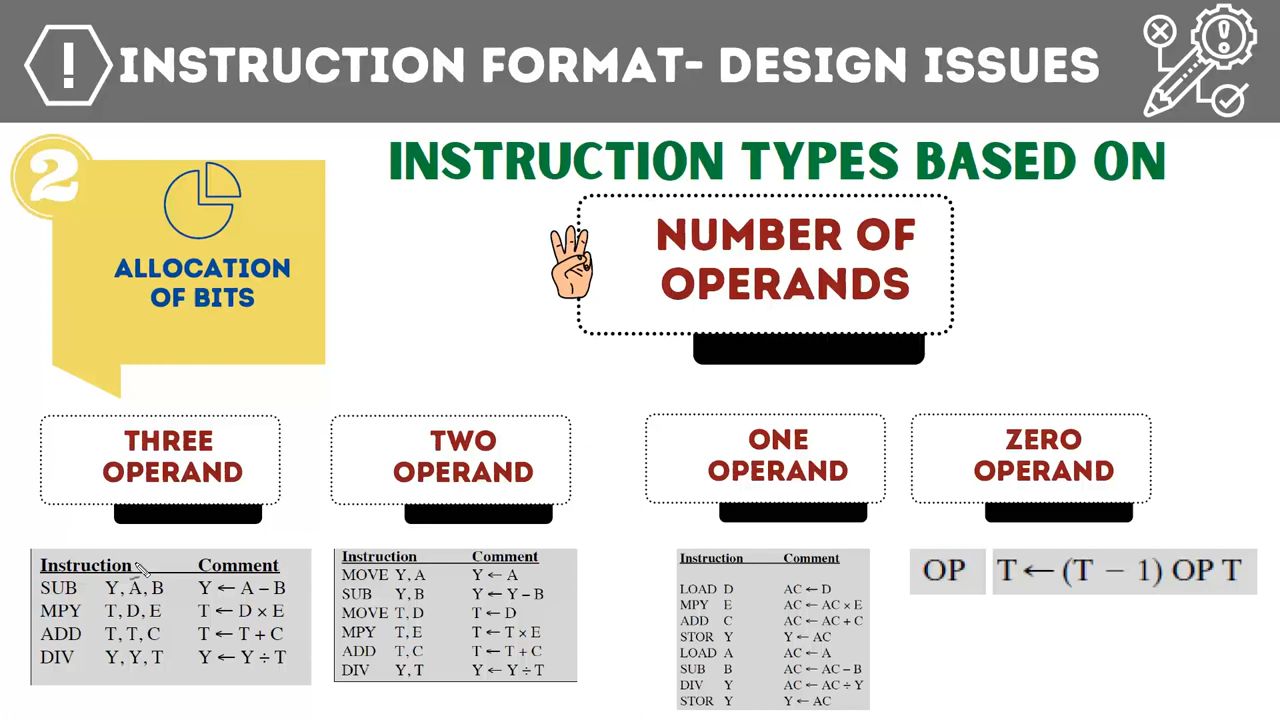 INSTRUCTION FORMAT- DESIGN ISSUES
2
ALLOCATION
OF BITS
INSTRUCTION TYPES BASED ON
NUMBER OF
OPERANDS
THREE
OPERAND
Instruction Comment
SUB Y, A, B Y ← A − B
MPY T, D, E T ← D × E
ADD T, T, C T ← T + C
DIV Y, Y, T Y ← Y ÷ T
TWO
OPERAND
Instruction Comment
MOVE Y, A Y ← A
SUB Y, B Y ← Y − B
MOVE T, D T ← D
MPY T, E T ← T × E
ADD T, C T ← T + C
DIV Y, T Y ← Y ÷ T
ONE
OPERAND
Instruction Comment
LOAD D AC ← D
MPY E AC ← AC × E
ADD C AC ← AC + C
STOR Y Y ← AC
LOAD A AC ← A
SUB B AC ← AC − B
DIV Y AC ← AC ÷ Y
STOR Y Y ← AC
ZERO
OPERAND
OP T ← (T − 1) OP T